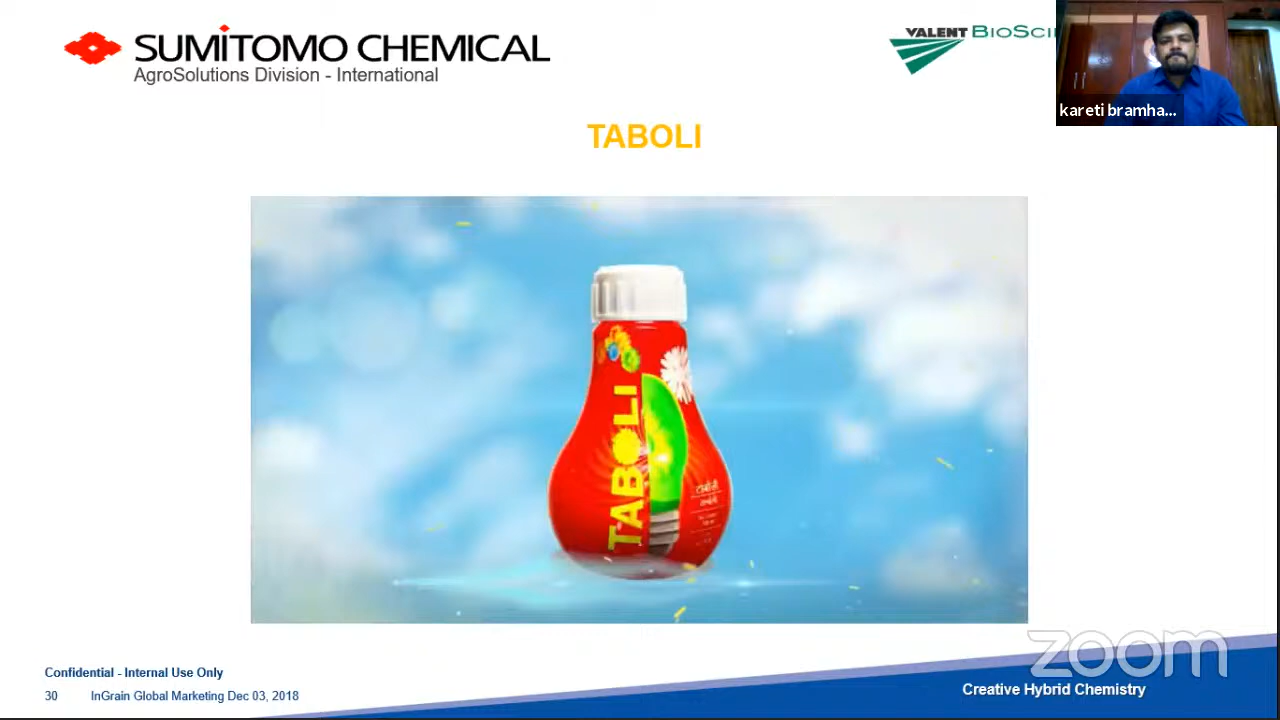 SUMITOMO CHEMICAL
AgroSolutions Division - International
VALENT BIOSCI
kareti bramha...
TABOLI
TABOLI
zoom
Confidential - Internal Use Only
30 InGrain Global Marketing Dec 03, 2018
Creative Hybrid Chemistry